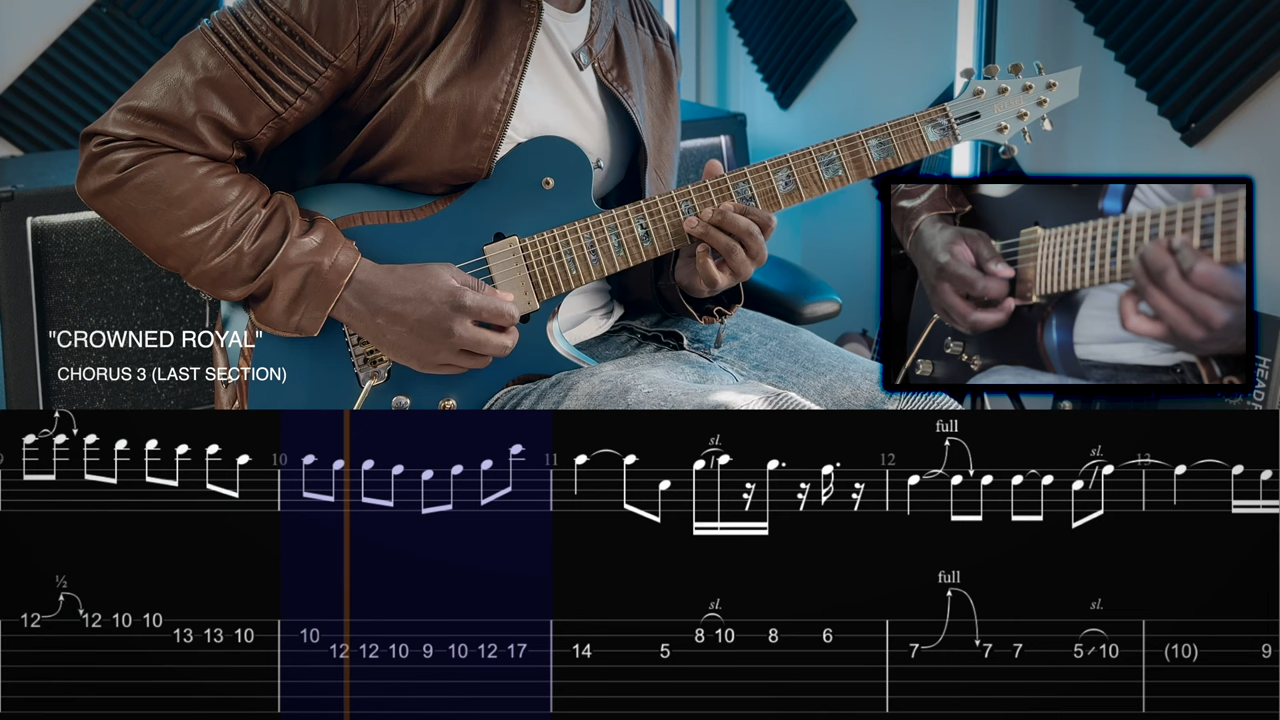 "CROWNED ROYAL"
CHORUS 3 (LAST SECTION)
full
sl.
sl.
9 10 11 12 13
½
full
sl.
sl.
12 12 10 10 13 13 10
10 12 12 10 9 10 12 17
14 5 8 10 8 6
7 7 7 5 10
(10) 9